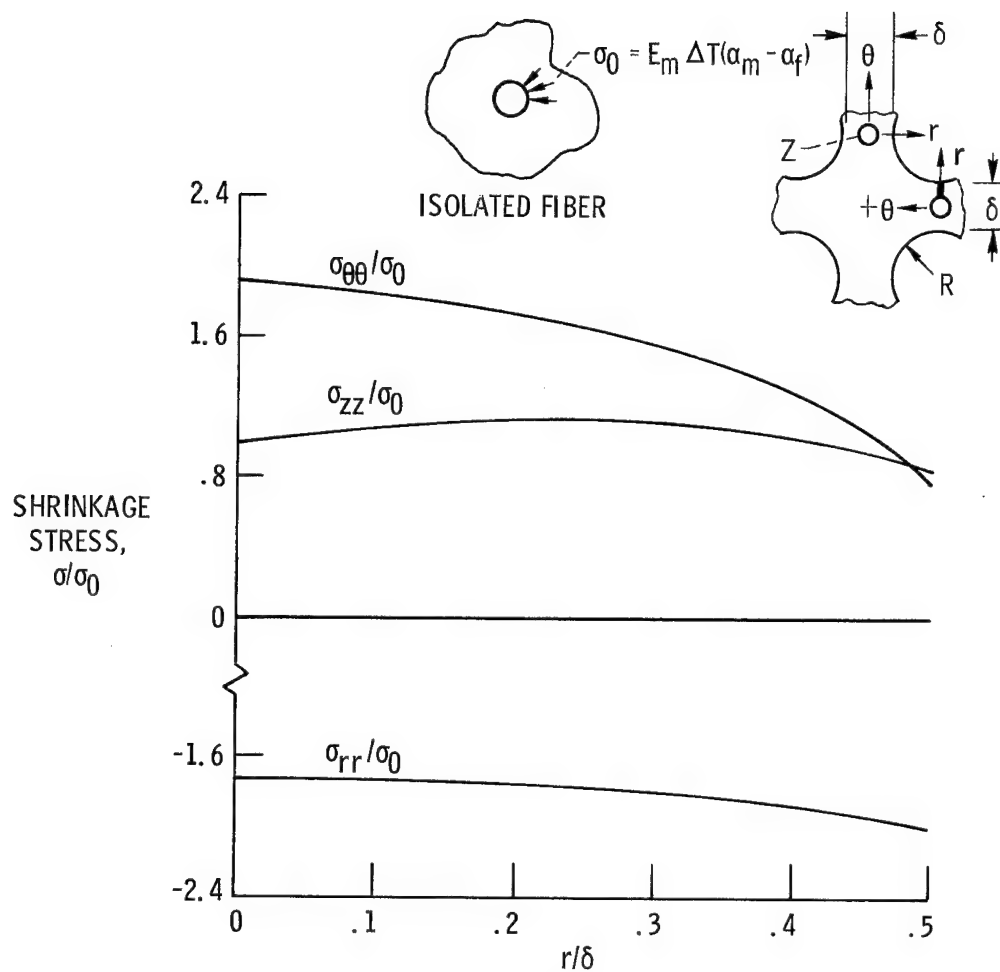 σ0 = Em ΔT(αm - αf)
δ
θ
Z
r
r
ISOLATED FIBER
+θ
δ
R
2.4
σθθ/σ0
1.6
σzz/σ0
.8
SHRINKAGE
STRESS,
σ/σ0
0
-1.6
σrr/σ0
-2.4
0 .1 .2 .3 .4 .5
r/δ